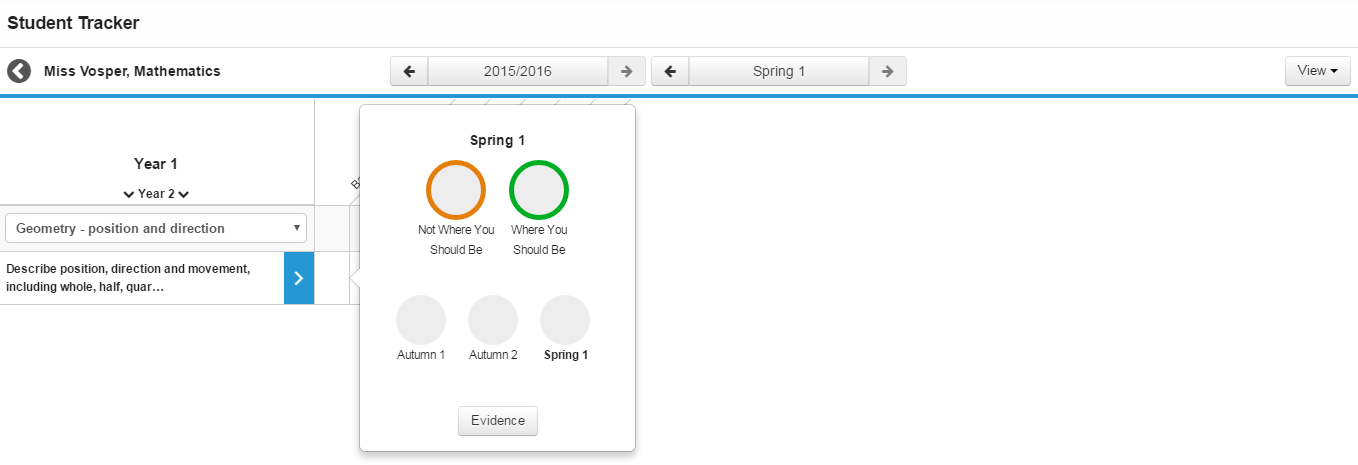 Student Tracker
Miss Vosper, Mathematics
2015/2016
Spring 1
View
Year 1
Year 2
Geometry - position and direction
Describe position, direction and movement,
including whole, half, quar…
Spring 1
Not Where You
Should Be
Where You
Should Be
Autumn 1
Autumn 2
Spring 1
Evidence